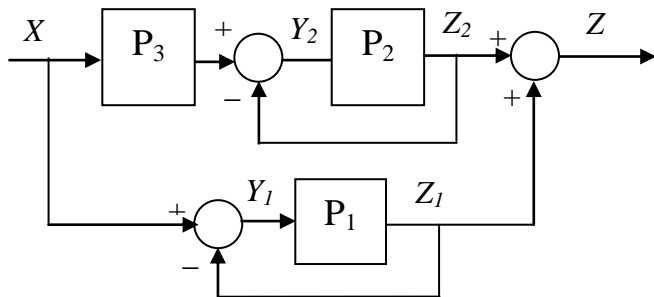 X
P₃
+
−
Y₂
P₂
Z₂
+
+
Z
+
−
Y₁
P₁
Z₁